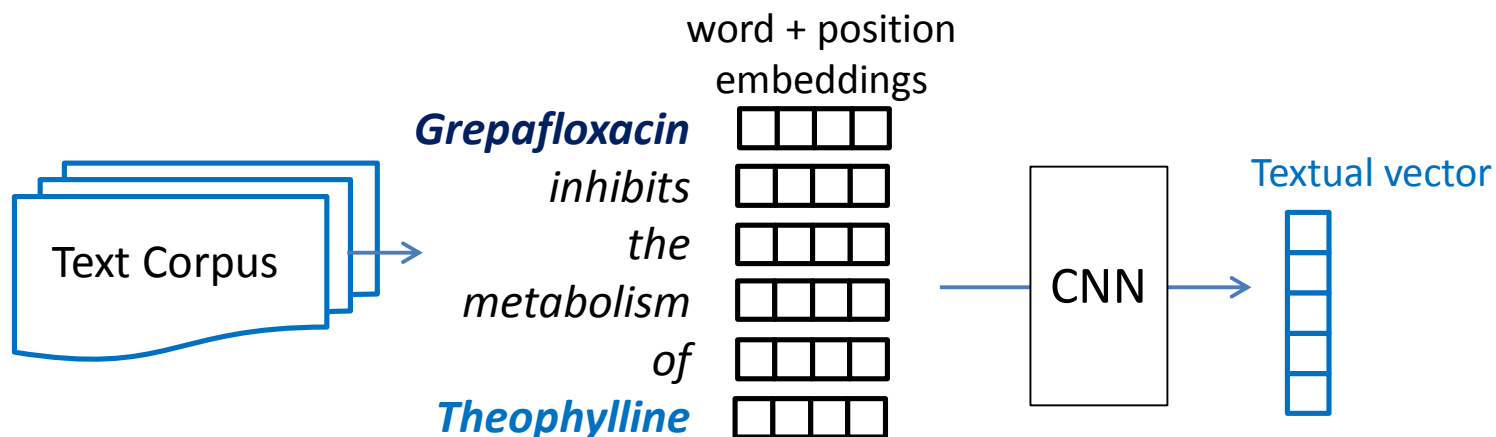 word + position
embeddings
Grepafloxacin
inhibits
the
metabolism
of
Theophylline
Text Corpus
CNN
Textual vector